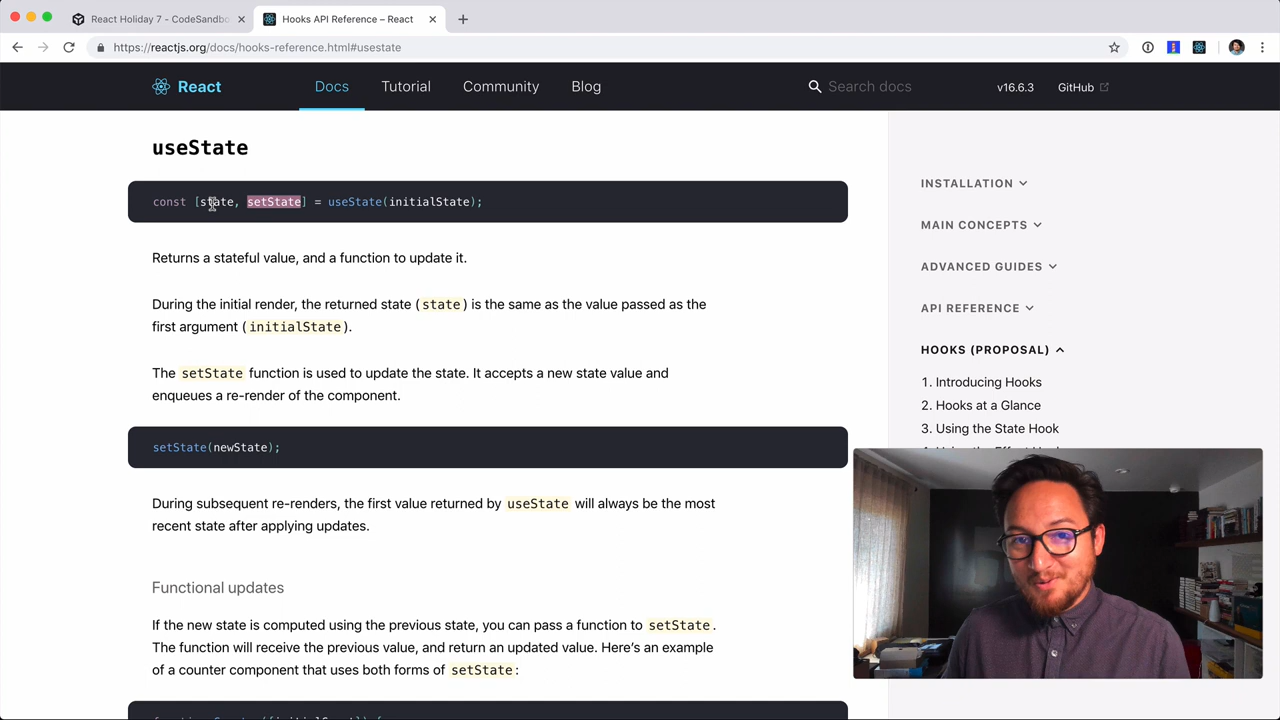 React Holiday 7 - CodeSandbo
Hooks API Reference – React
https://reactjs.org/docs/hooks-reference.html#usestate
React
Docs
Tutorial
Community
Blog
Search docs
v16.6.3
GitHub
useState
const [state, setState] = useState(initialState);
Returns a stateful value, and a function to update it.
During the initial render, the returned state (state) is the same as the value passed as the
first argument (initialState).
The setState function is used to update the state. It accepts a new state value and
enqueues a re-render of the component.
setState(newState);
During subsequent re-renders, the first value returned by useState will always be the most
recent state after applying updates.
Functional updates
If the new state is computed using the previous state, you can pass a function to setState.
The function will receive the previous value, and return an updated value. Here’s an example
of a counter component that uses both forms of setState:
INSTALLATION
MAIN CONCEPTS
ADVANCED GUIDES
API REFERENCE
HOOKS (PROPOSAL)
1. Introducing Hooks
2. Hooks at a Glance
3. Using the State Hook